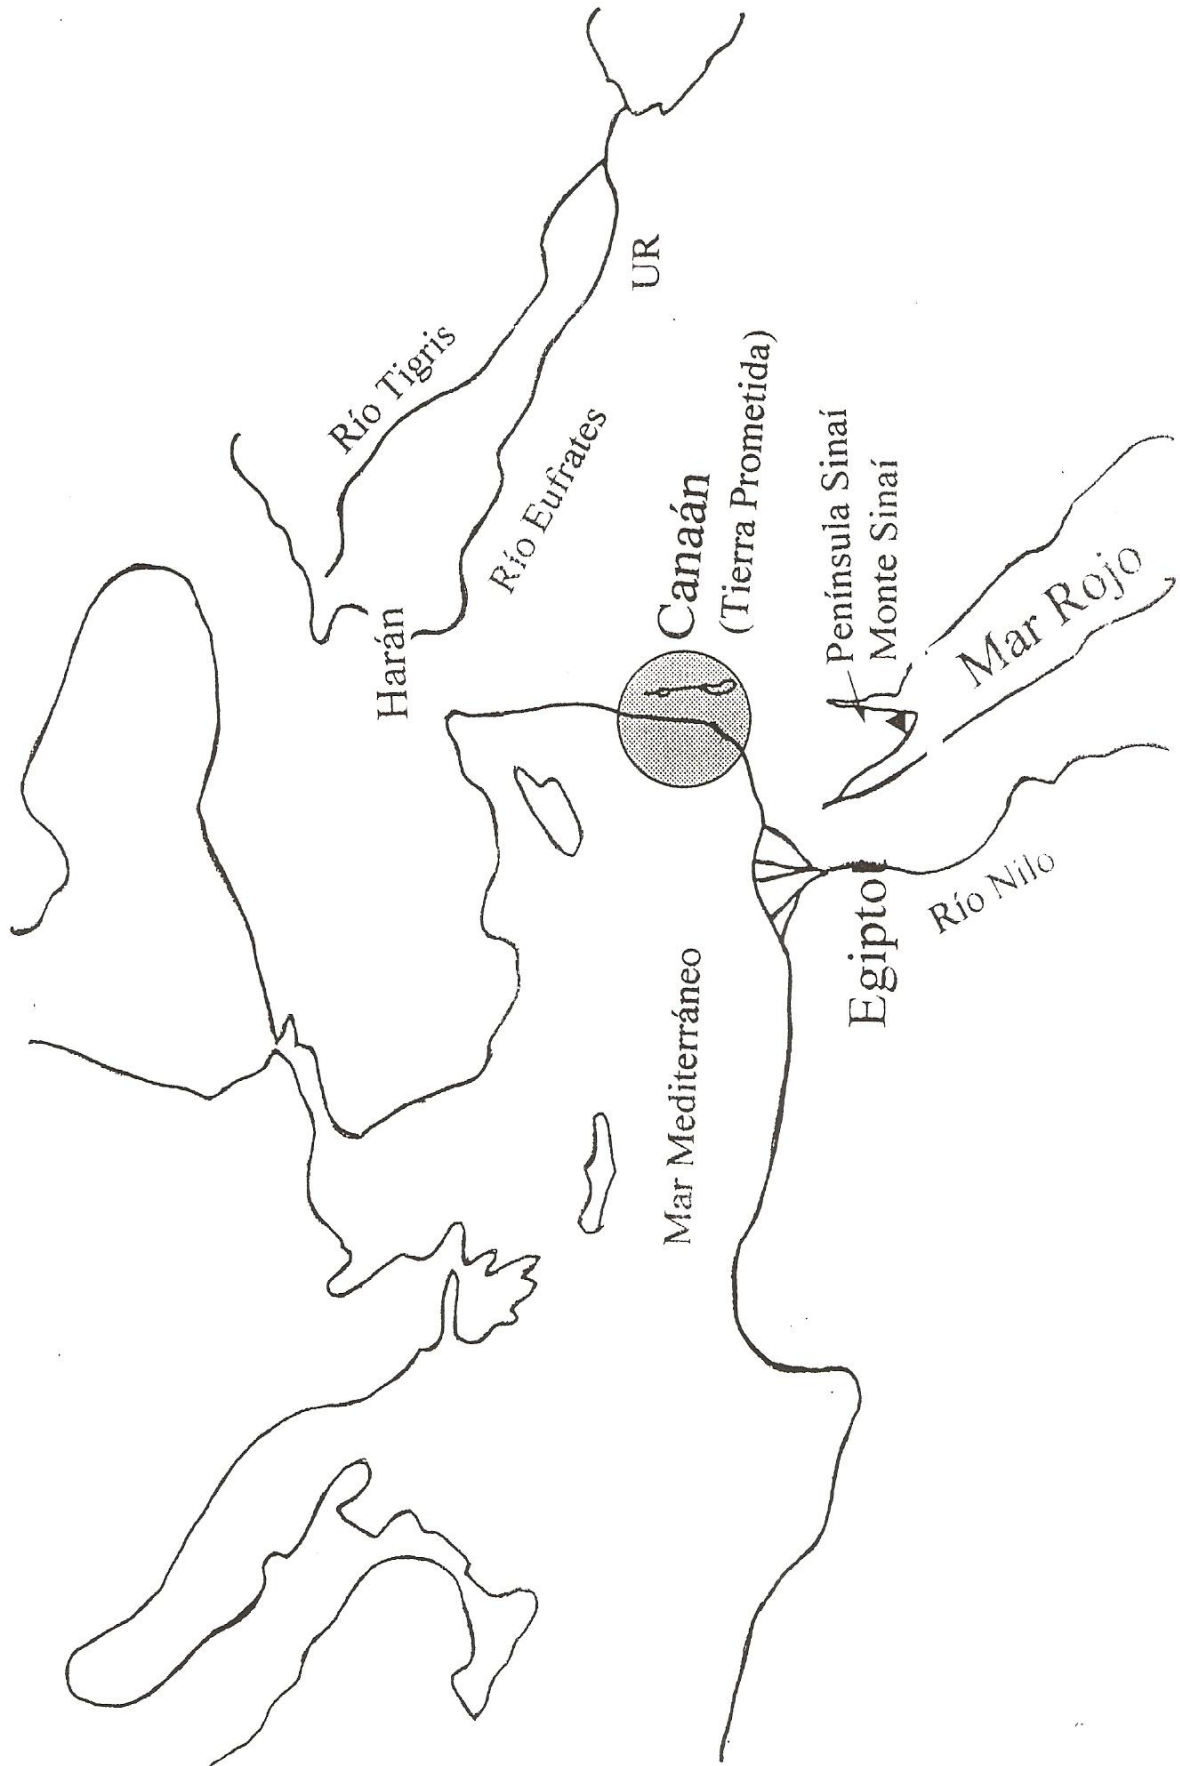 Río Tigris
Harán
Río Eufrates
UR
Canaán
(Tierra Prometida)
Mar Mediterráneo
Península Sinaí
Monte Sinaí
Egipto
Mar Rojo
Río Nilo